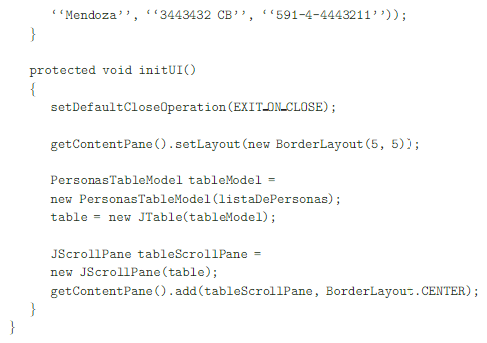 ‘‘Mendoza’’, ‘‘3443432 CB’’, ‘‘591-4-4443211’’));
}
protected void initUI()
{
setDefaultCloseOperation(EXIT_ON_CLOSE);
getContentPane().setLayout(new BorderLayout(5, 5));
PersonasTableModel tableModel =
new PersonasTableModel(listaDePersonas);
table = new JTable(tableModel);
JScrollPane tableScrollPane =
new JScrollPane(table);
getContentPane().add(tableScrollPane, BorderLayout.CENTER);
}
}